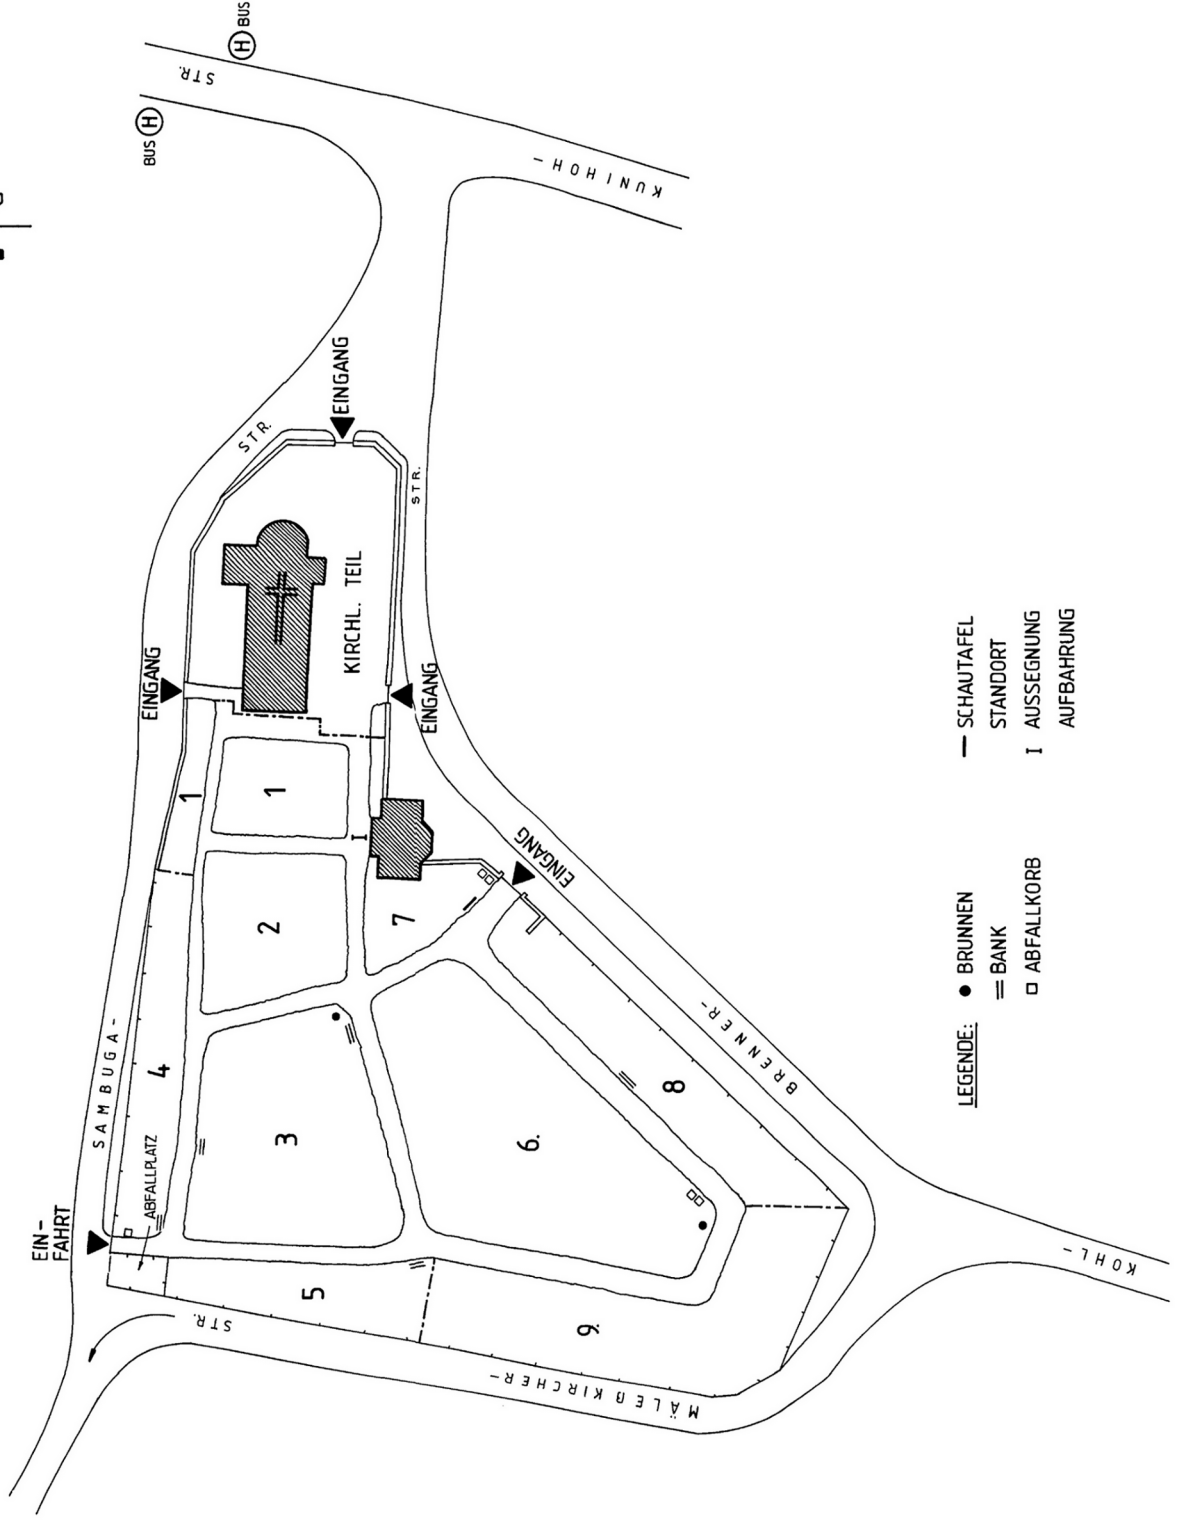 BUS
H
H
BUS
STR.
KUNIHOH-
STR.
EINGANG
STR.
KIRCHL. TEIL
EINGANG
EINGANG
EINGANG
SAMBUGA-
EIN-
FAHRT
ABFALLPLATZ
1
1
2
3
4
5
6.
7
8
9.
I
STR.
MÄLEßKIRCHER-
BRENNER-
KOHL-
LEGENDE:
BRUNNEN
BANK
ABFALLKORB
SCHAUTAFEL
STANDORT
I AUSSEGNUNG
AUFBAHRUNG